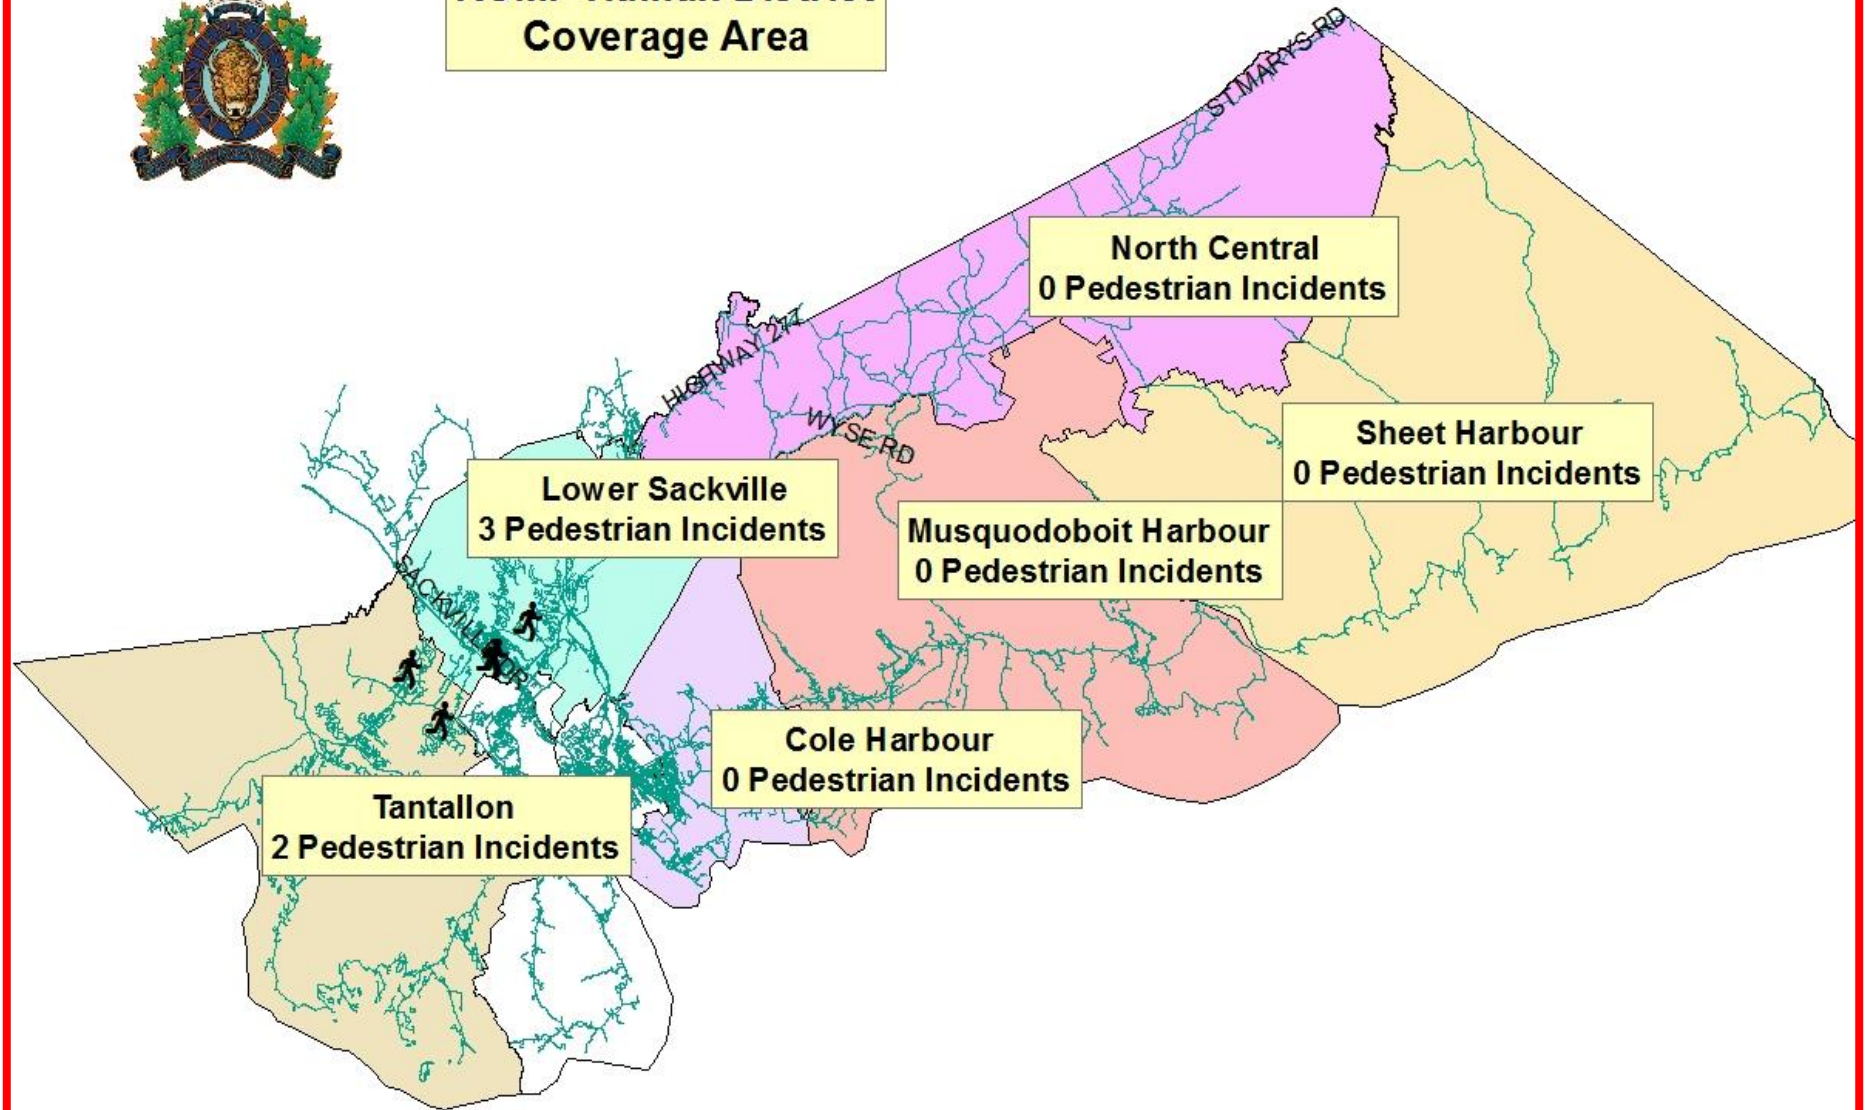 Coverage Area
ST MARYS RD
North Central
0 Pedestrian Incidents
HIGHWAY 277
WYSE RD
Sheet Harbour
0 Pedestrian Incidents
Lower Sackville
3 Pedestrian Incidents
Musquodoboit Harbour
0 Pedestrian Incidents
SACKVILLE DR
Cole Harbour
0 Pedestrian Incidents
Tantallon
2 Pedestrian Incidents